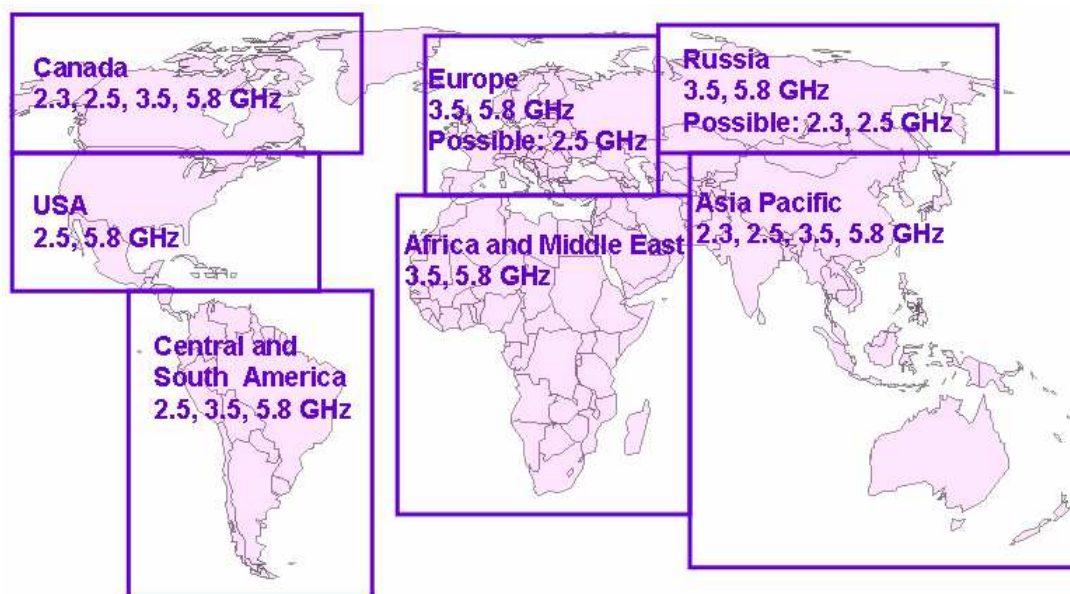 Canada
2.3, 2.5, 3.5, 5.8 GHz
Europe
3.5, 5.8 GHz
Possible: 2.5 GHz
Russia
3.5, 5.8 GHz
Possible: 2.3, 2.5 GHz
USA
2.5, 5.8 GHz
Africa and Middle East
3.5, 5.8 GHz
Asia Pacific
2.3, 2.5, 3.5, 5.8 GHz
Central and
South America
2.5, 3.5, 5.8 GHz